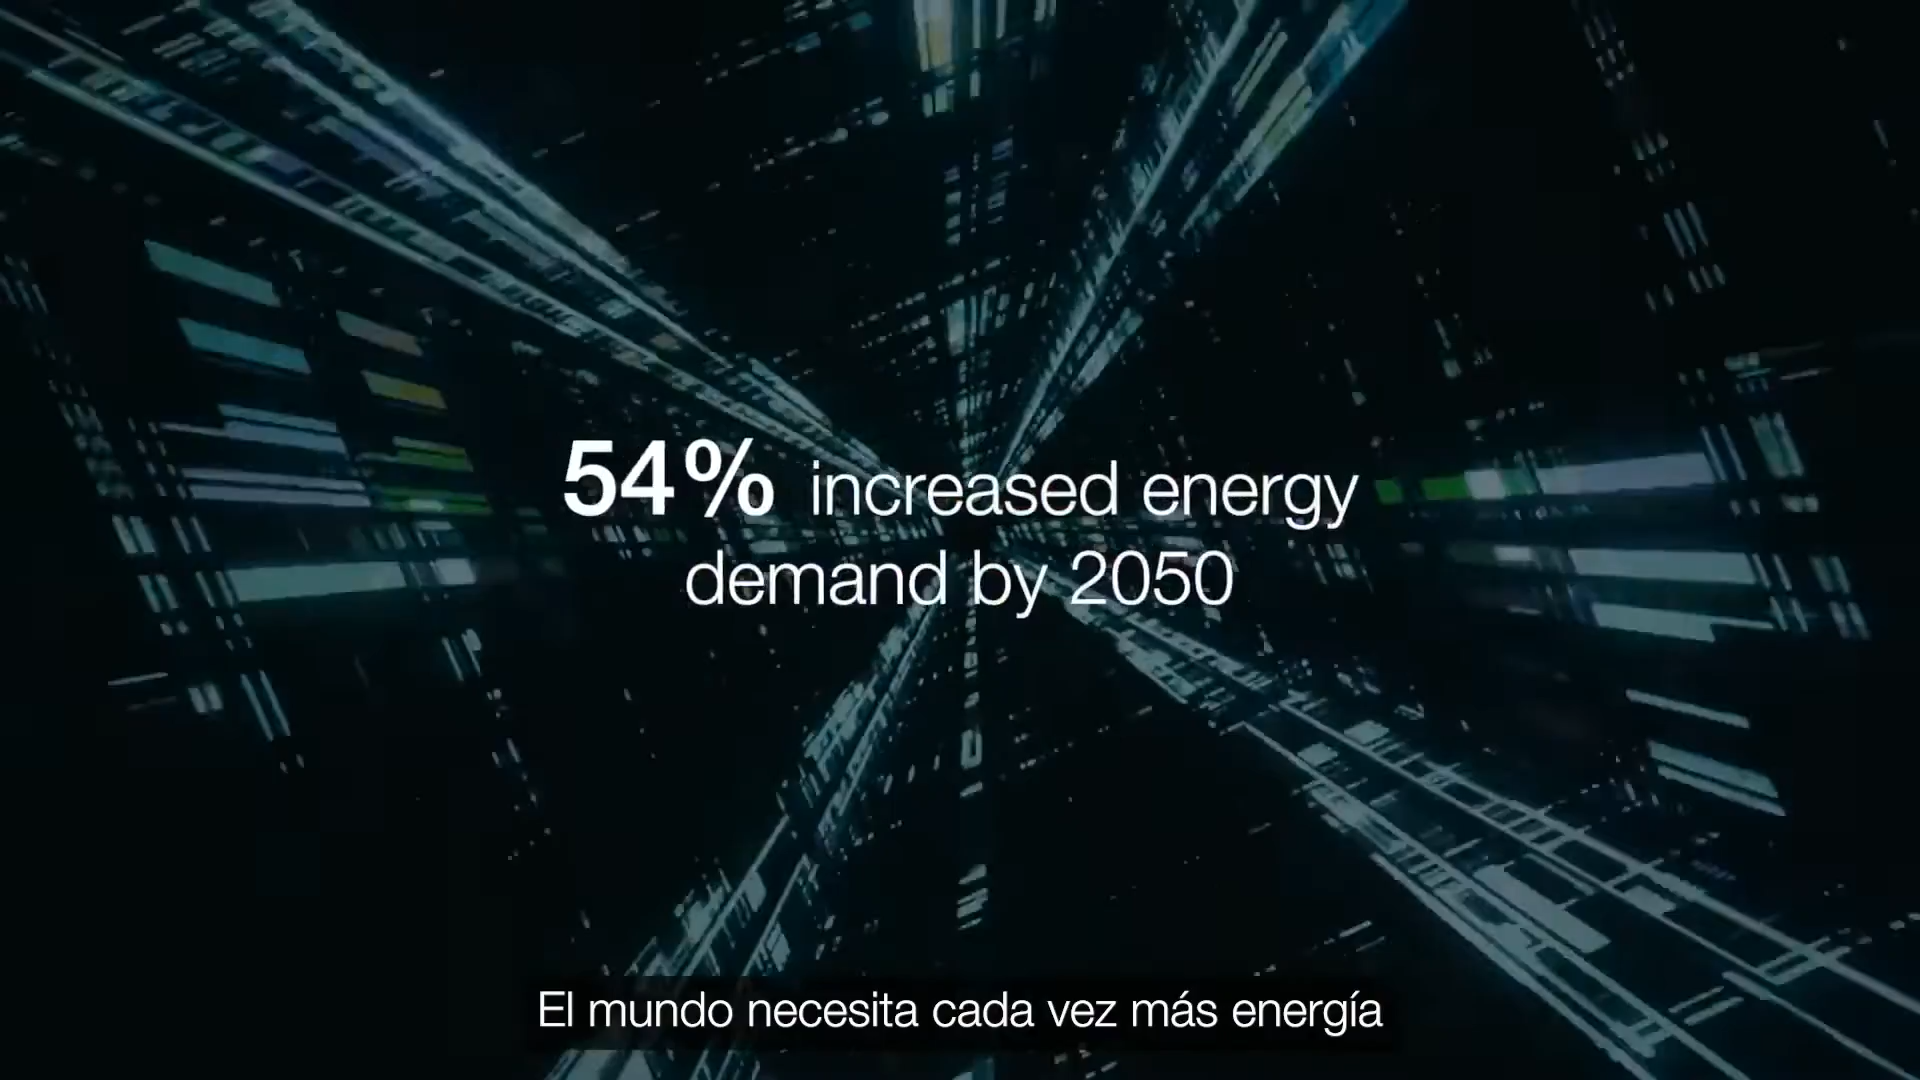 54% increased energy
demand by 2050
El mundo necesita cada vez más energía